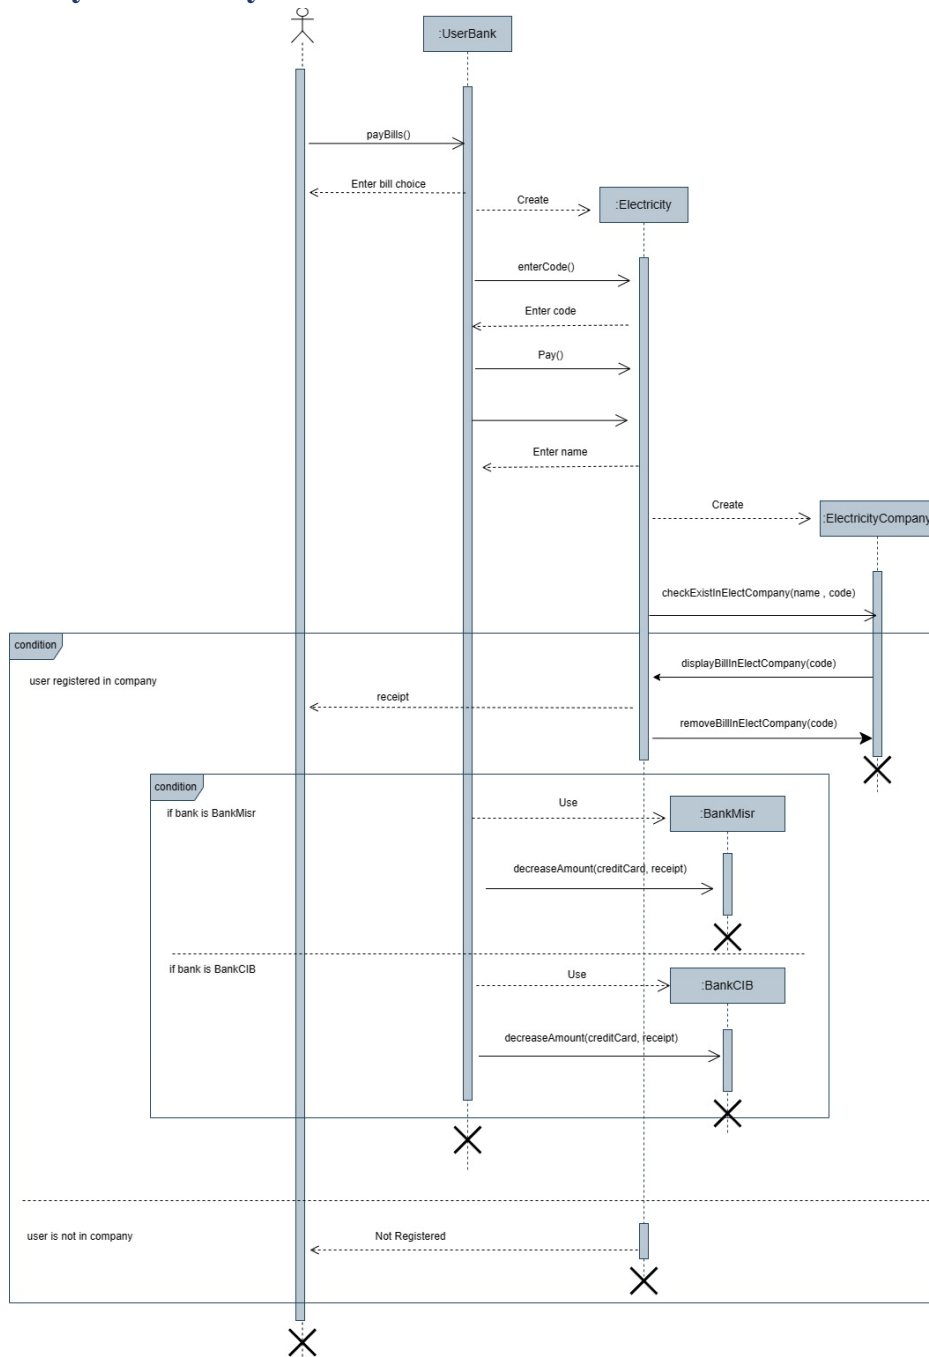 :UserBank
payBills()
Enter bill choice
Create
:Electricity
enterCode()
Enter code
Pay()
Enter name
Create
:ElectricityCompany
checkExistInElectCompany(name , code)
condition
displayBillInElectCompany(code)
user registered in company
receipt
removeBillInElectCompany(code)
condition
if bank is BankMisr
Use
:BankMisr
decreaseAmount(creditCard, receipt)
if bank is BankCIB
Use
:BankCIB
decreaseAmount(creditCard, receipt)
user is not in company
Not Registered